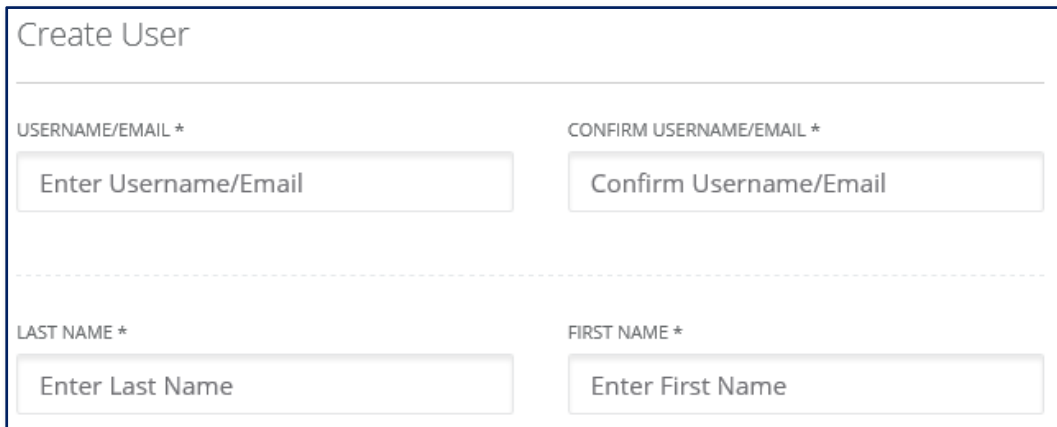 Create User
USERNAME/EMAIL *
CONFIRM USERNAME/EMAIL *
Enter Username/Email
Confirm Username/Email
LAST NAME *
FIRST NAME *
Enter Last Name
Enter First Name